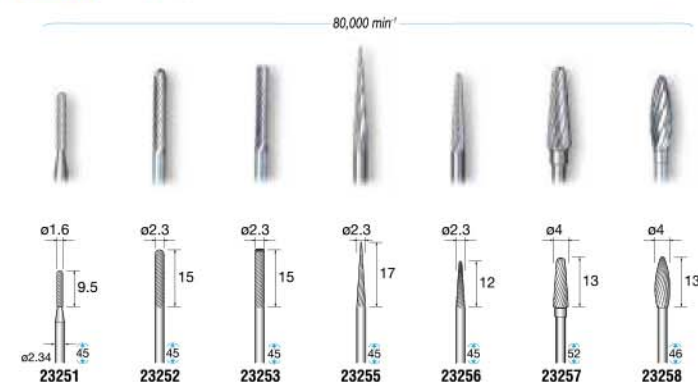 80,000 min⁻¹
ø1.6 ø2.3 ø2.3 ø2.3 ø2.3 ø4 ø4
9.5 15 15 17 12 13 13
ø2.34 45 45 45 45 45 52 46
23251 23252 23253 23255 23256 23257 23258